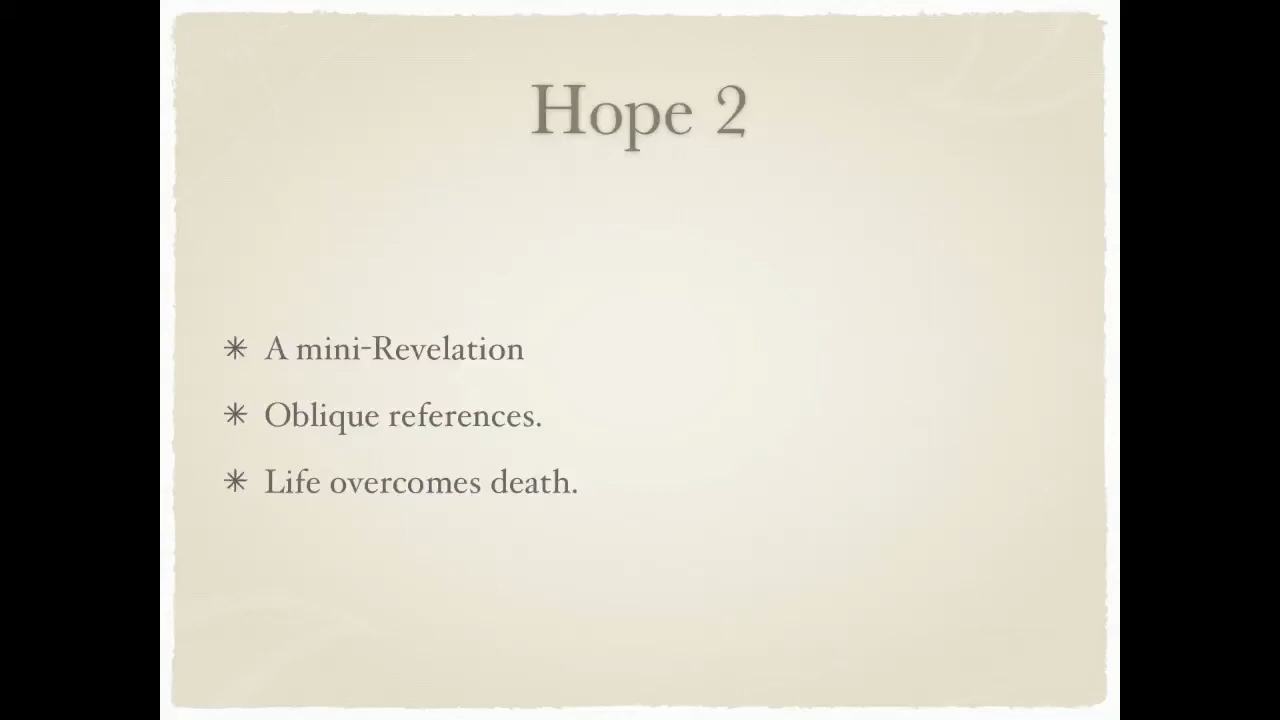 Hope 2
✳ A mini-Revelation
✳ Oblique references.
✳ Life overcomes death.